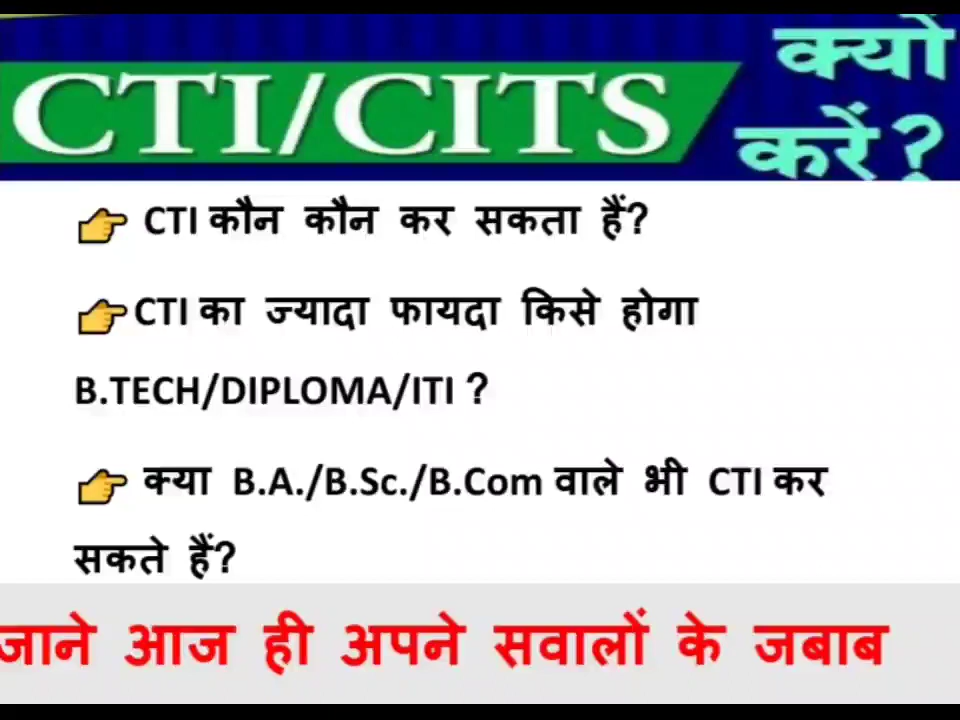 CTI/CITS
क्यों
करें?
CTI कौन कौन कर सकता हैं?
CTI का ज्यादा फायदा किसे होगा
B.TECH/DIPLOMA/ITI ?
क्या B.A./B.Sc./B.Com वाले भी CTI कर
सकते हैं?
जाने आज ही अपने सवालों के जबाब